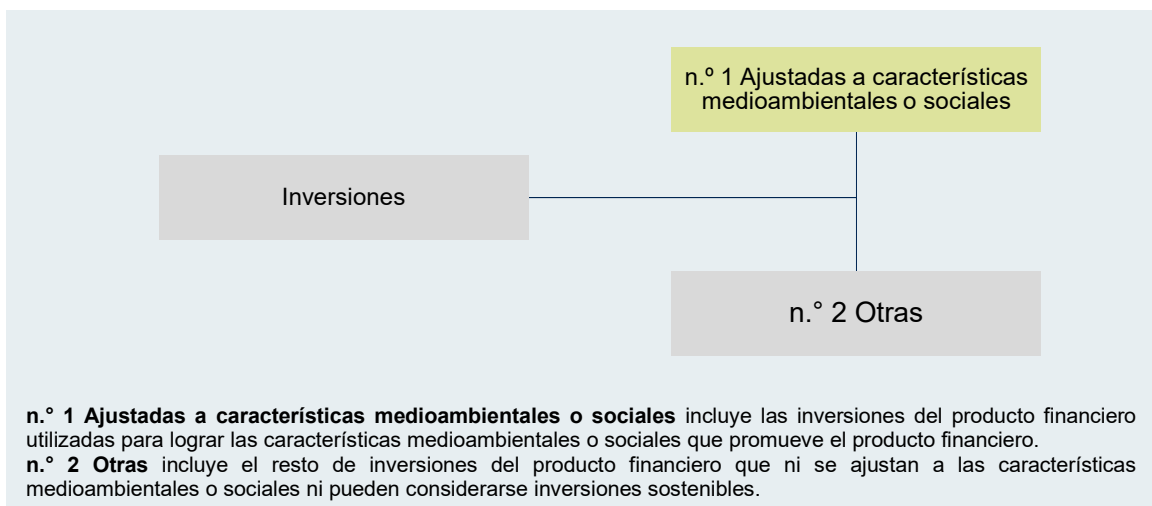 n.º 1 Ajustadas a características
medioambientales o sociales
Inversiones
n.° 2 Otras
n.° 1 Ajustadas a características medioambientales o sociales incluye las inversiones del producto financiero
utilizadas para lograr las características medioambientales o sociales que promueve el producto financiero.
n.° 2 Otras incluye el resto de inversiones del producto financiero que ni se ajustan a las características
medioambientales o sociales ni pueden considerarse inversiones sostenibles.